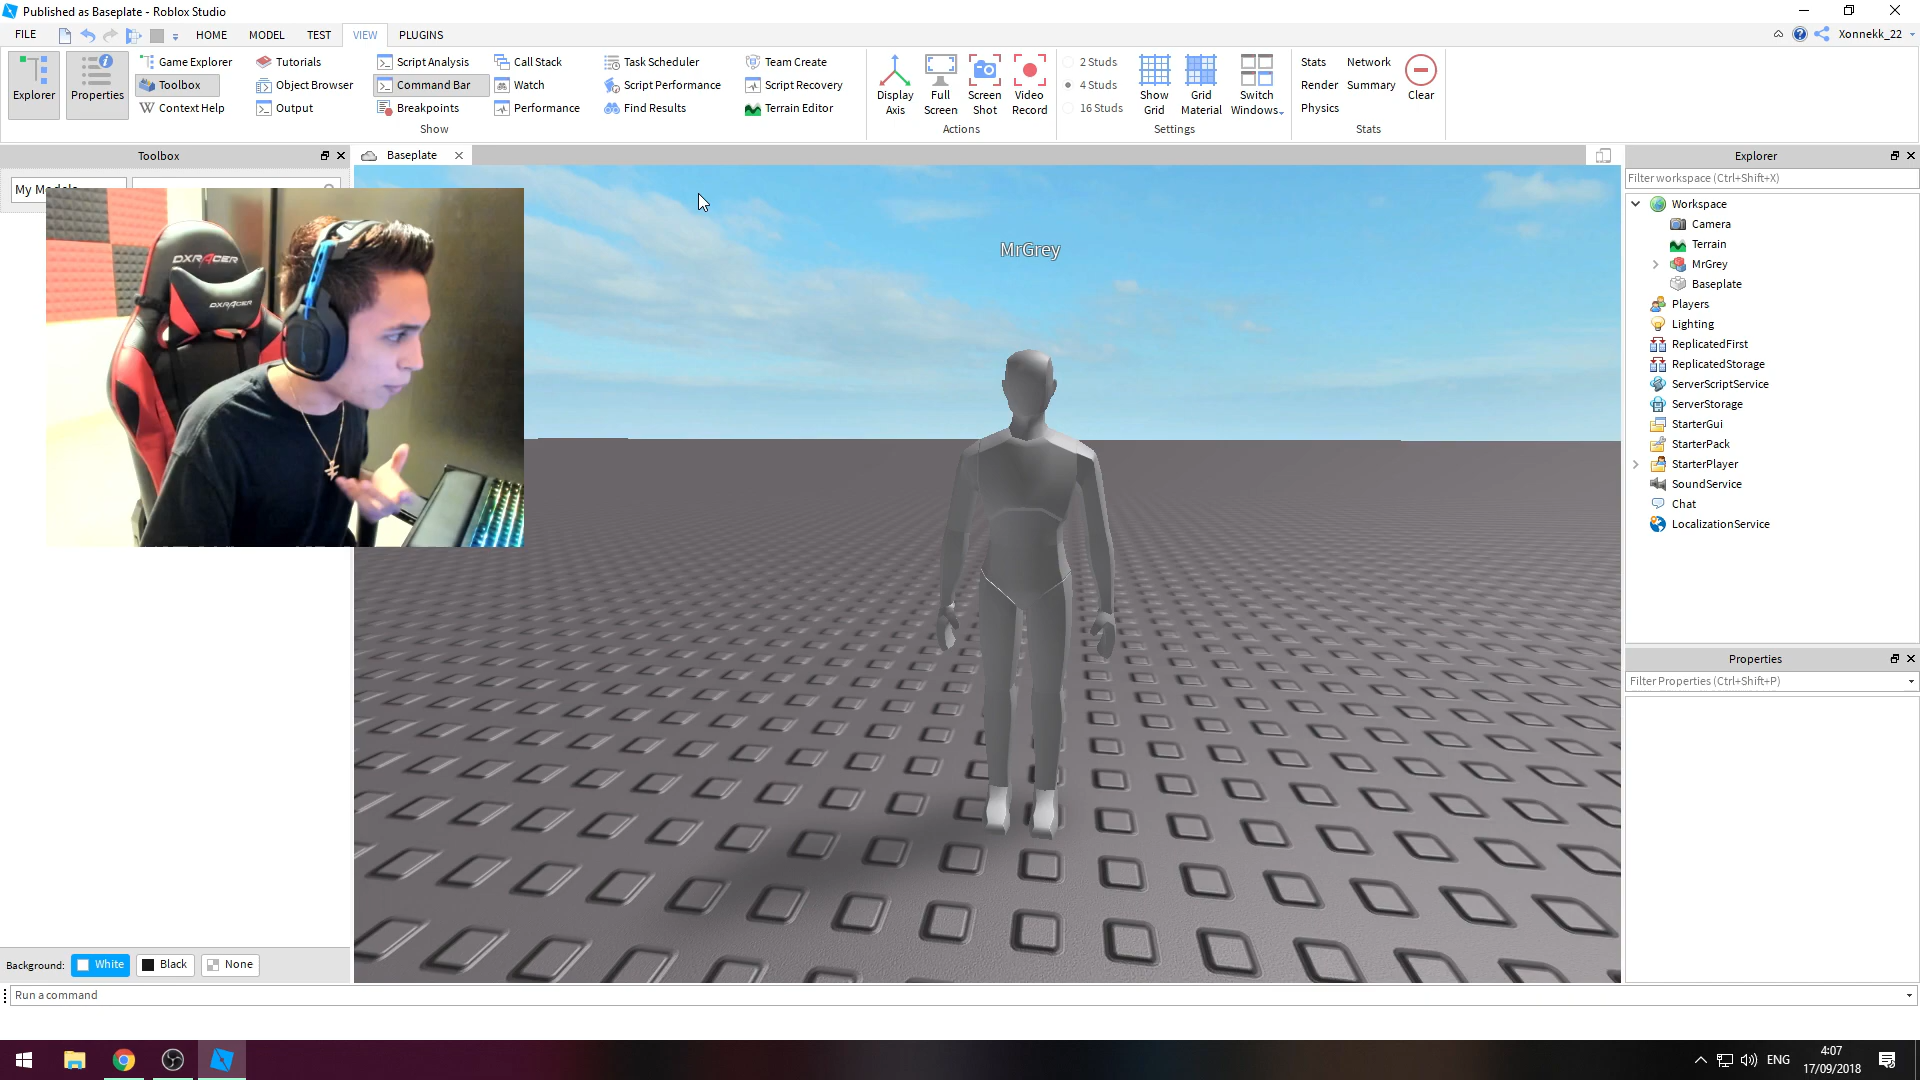 Published as Baseplate - Roblox Studio
FILE HOME MODEL TEST VIEW PLUGINS Xonnekk_22
Explorer
Properties
Game Explorer
Toolbox
Context Help
Tutorials
Object Browser
Output
Script Analysis
Command Bar
Breakpoints
Call Stack
Watch
Performance
Task Scheduler
Script Performance
Find Results
Team Create
Script Recovery
Terrain Editor
Show
Display
Axis
Full
Screen
Screen
Shot
Video
Record
Actions
2 Studs
4 Studs
16 Studs
Show
Grid
Grid
Material
Switch
Windows
Settings
Stats Network
Render Summary
Physics
Clear
Stats
Toolbox
My Models
DXRACER
DXRACER
Background: White Black None
Baseplate
MrGrey
Explorer
Filter workspace (Ctrl+Shift+X)
Workspace
Camera
Terrain
MrGrey
Baseplate
Players
Lighting
ReplicatedFirst
ReplicatedStorage
ServerScriptService
ServerStorage
StarterGui
StarterPack
StarterPlayer
SoundService
Chat
LocalizationService
Properties
Filter Properties (Ctrl+Shift+P)
Run a command
ENG
4:07
17/09/2018